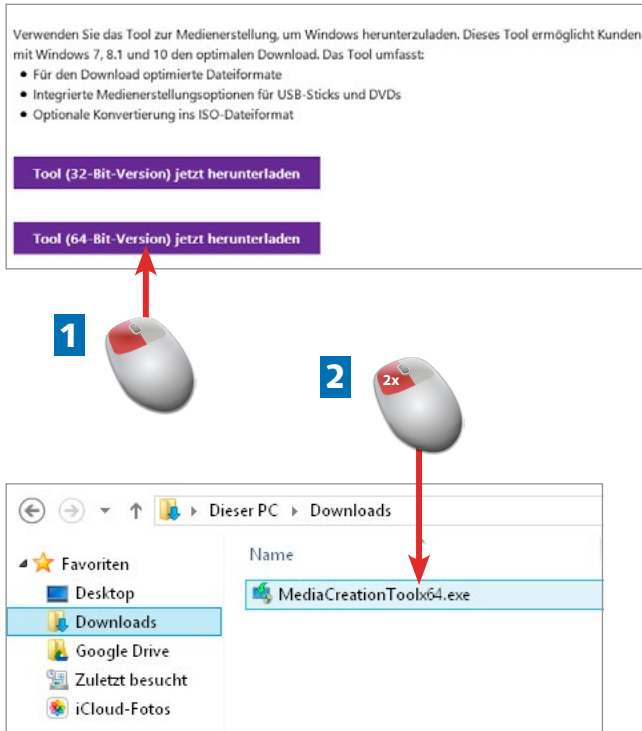 Verwenden Sie das Tool zur Medienerstellung, um Windows herunterzuladen. Dieses Tool ermöglicht Kunden
mit Windows 7, 8.1 und 10 den optimalen Download. Das Tool umfasst:
• Für den Download optimierte Dateiformate
• Integrierte Medienerstellungsoptionen für USB-Sticks und DVDs
• Optionale Konvertierung ins ISO-Dateiformat
Tool (32-Bit-Version) jetzt herunterladen
Tool (64-Bit-Version) jetzt herunterladen
1
2
2x
Dieser PC Downloads
Favoriten
Name
Desktop
MediaCreationToolx64.exe
Downloads
Google Drive
Zuletzt besucht
iCloud-Fotos